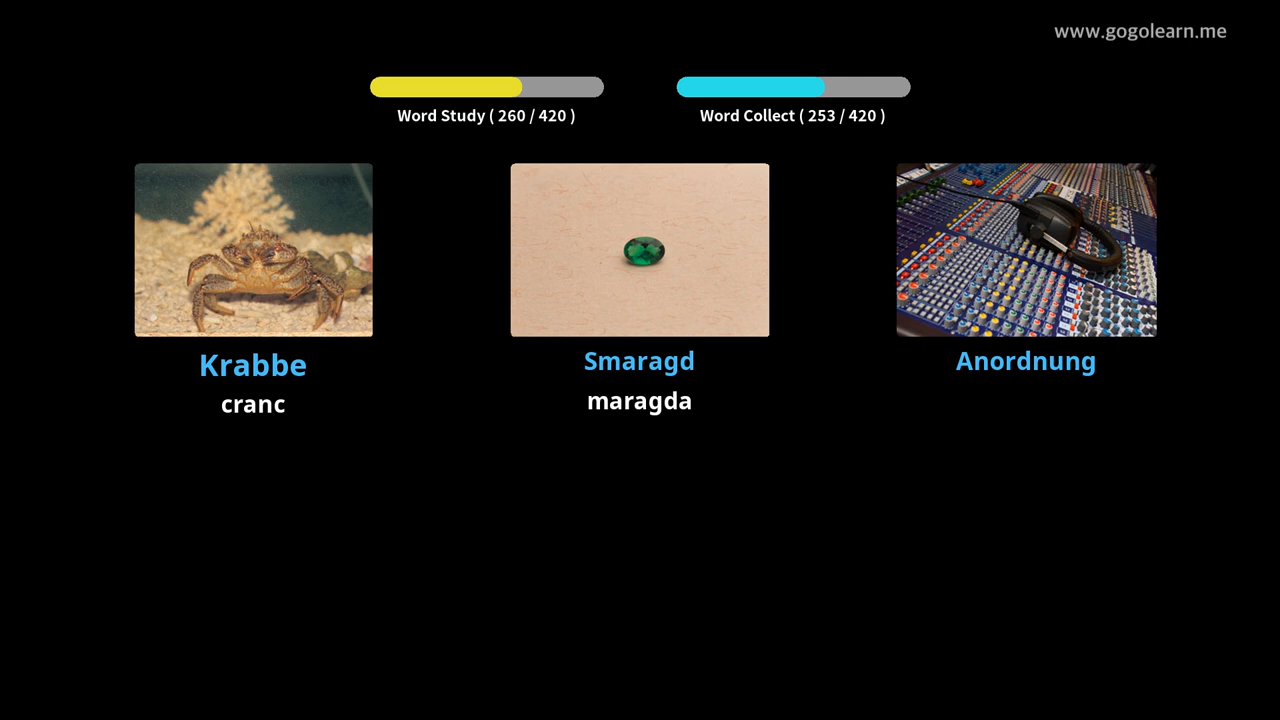 www.gogolearn.me
Word Study ( 260 / 420 )
Word Collect ( 253 / 420 )
Krabbe
cranc
Smaragd
maragda
Anordnung